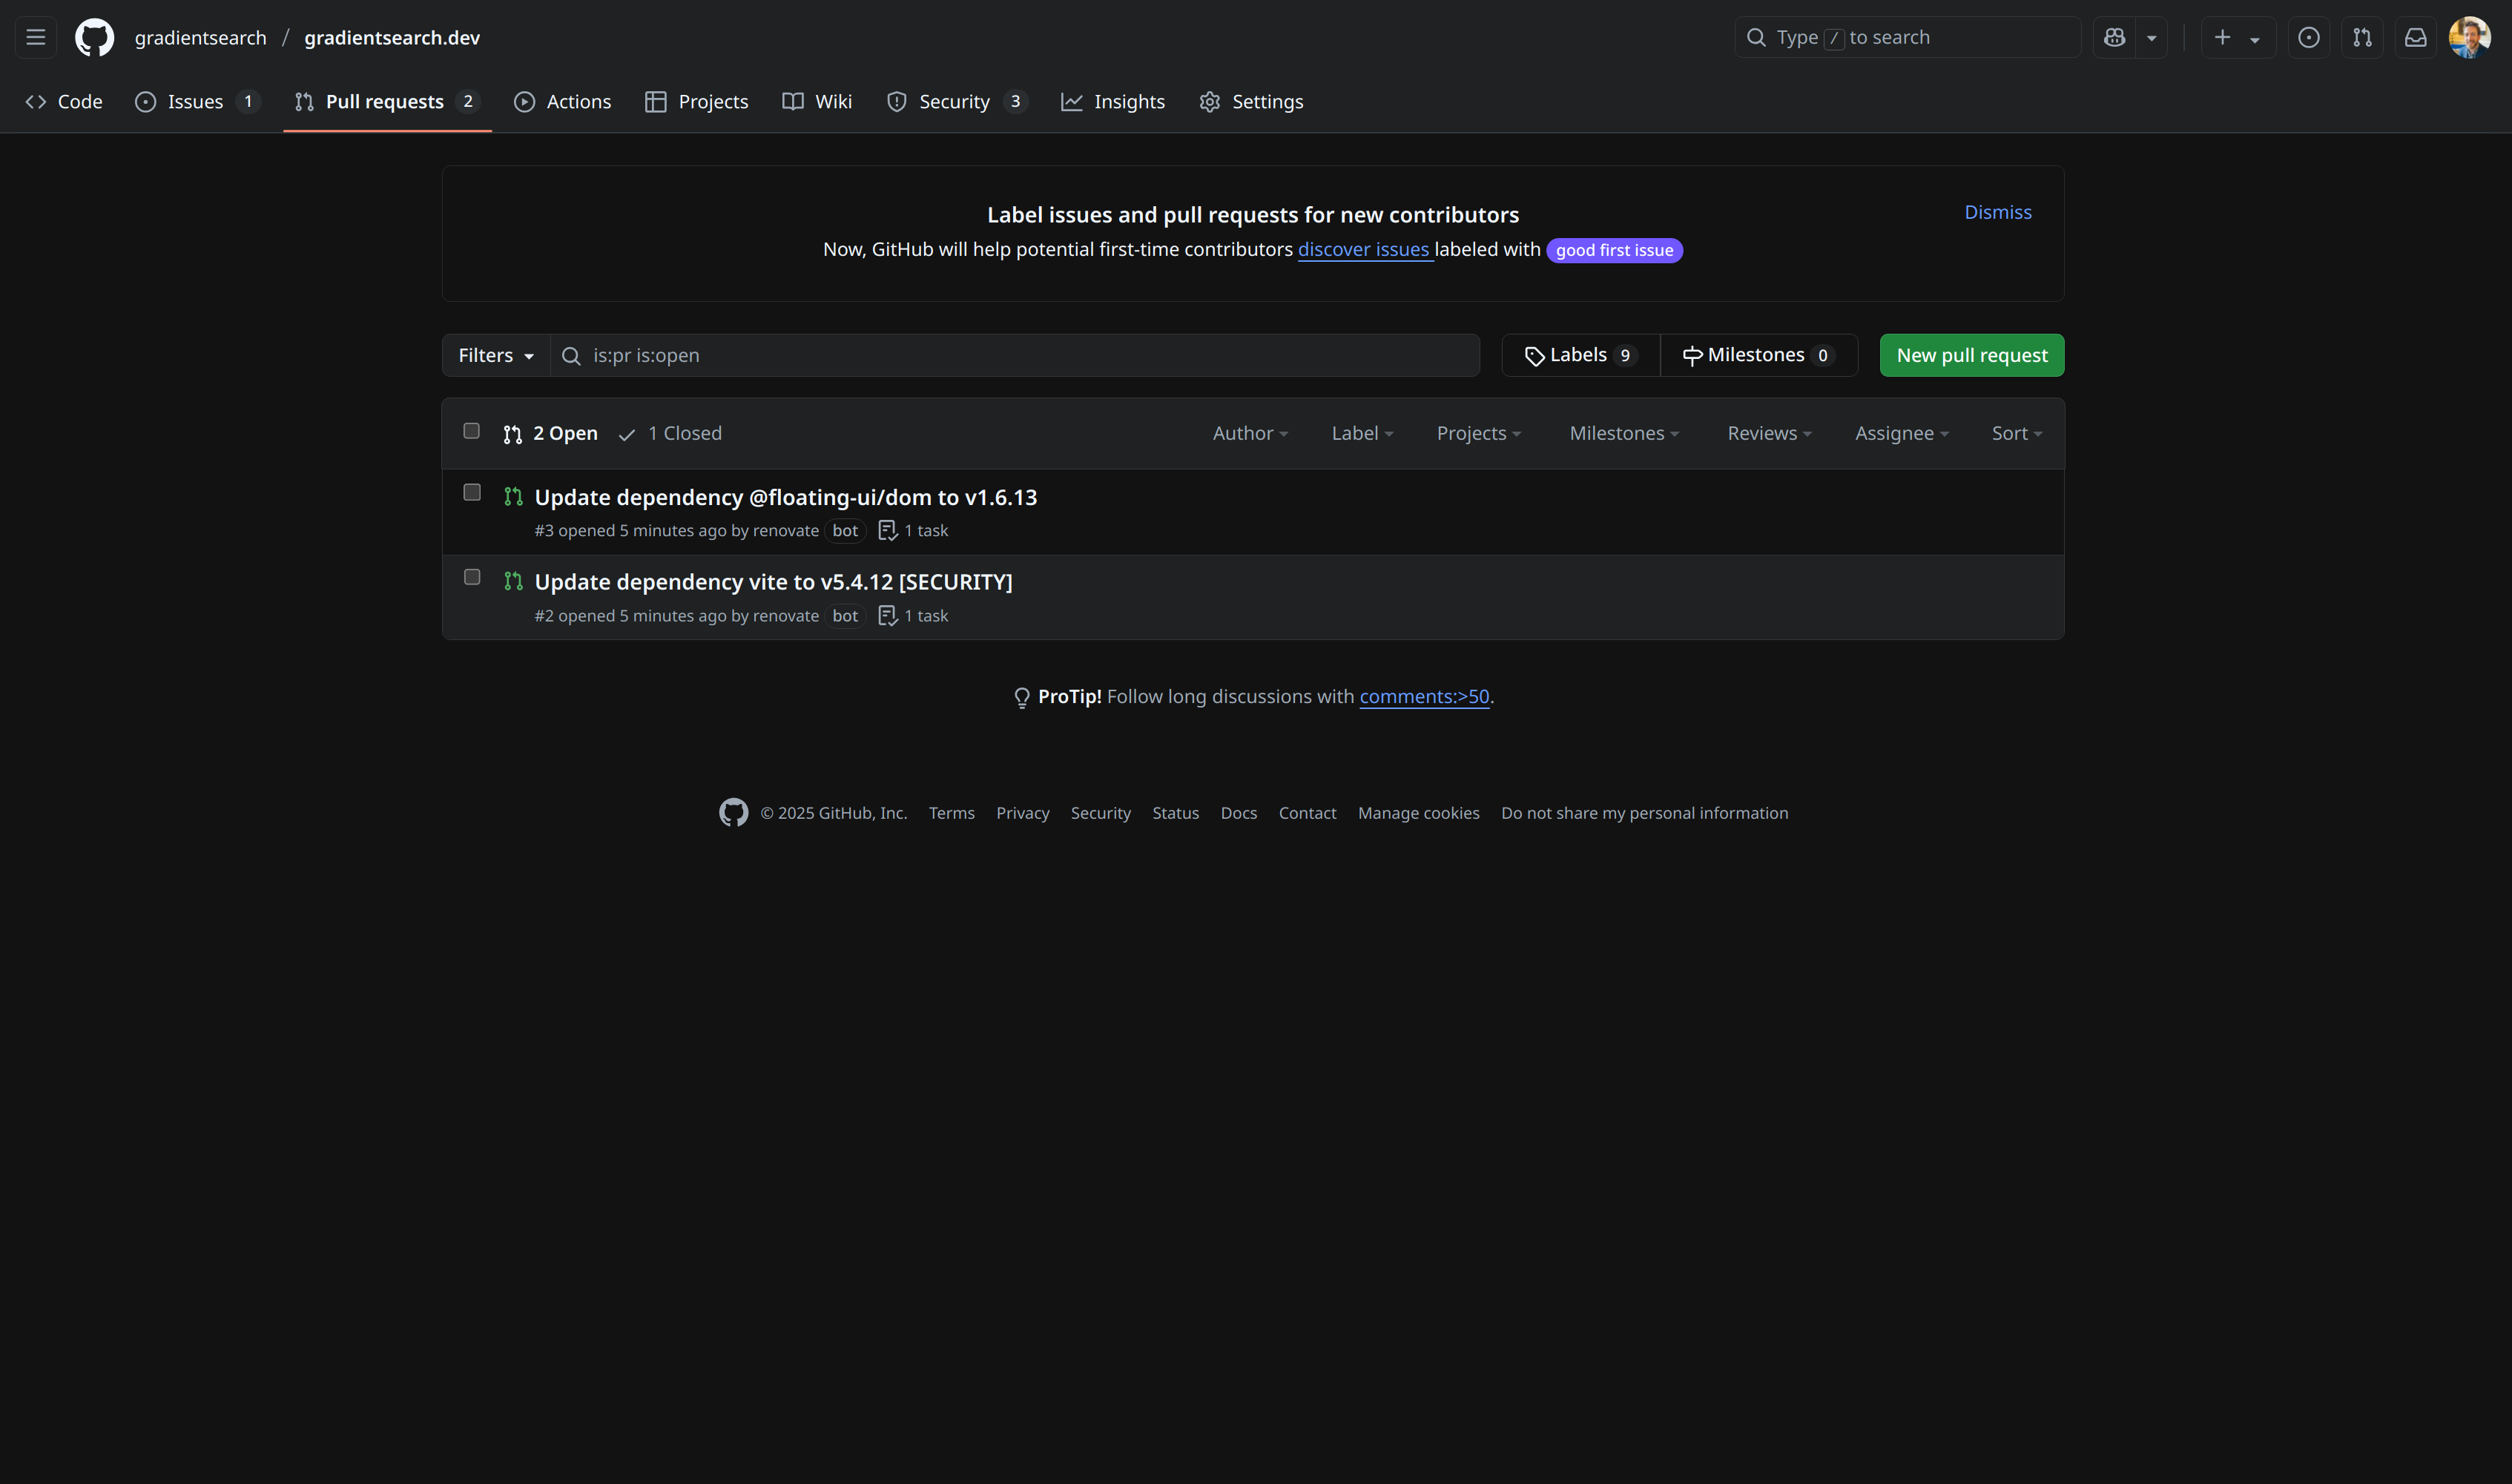 gradientsearch / gradientsearch.dev
Type / to search
Code
Issues 1
Pull requests 2
Actions
Projects
Wiki
Security 3
Insights
Settings
Label issues and pull requests for new contributors
Dismiss
Now, GitHub will help potential first-time contributors discover issues labeled with good first issue
Filters
is:pr is:open
Labels 9
Milestones 0
New pull request
2 Open
1 Closed
Author
Label
Projects
Milestones
Reviews
Assignee
Sort
Update dependency @floating-ui/dom to v1.6.13
#3 opened 5 minutes ago by renovate bot 1 task
Update dependency vite to v5.4.12 [SECURITY]
#2 opened 5 minutes ago by renovate bot 1 task
ProTip! Follow long discussions with comments:>50.
© 2025 GitHub, Inc.
Terms
Privacy
Security
Status
Docs
Contact
Manage cookies
Do not share my personal information